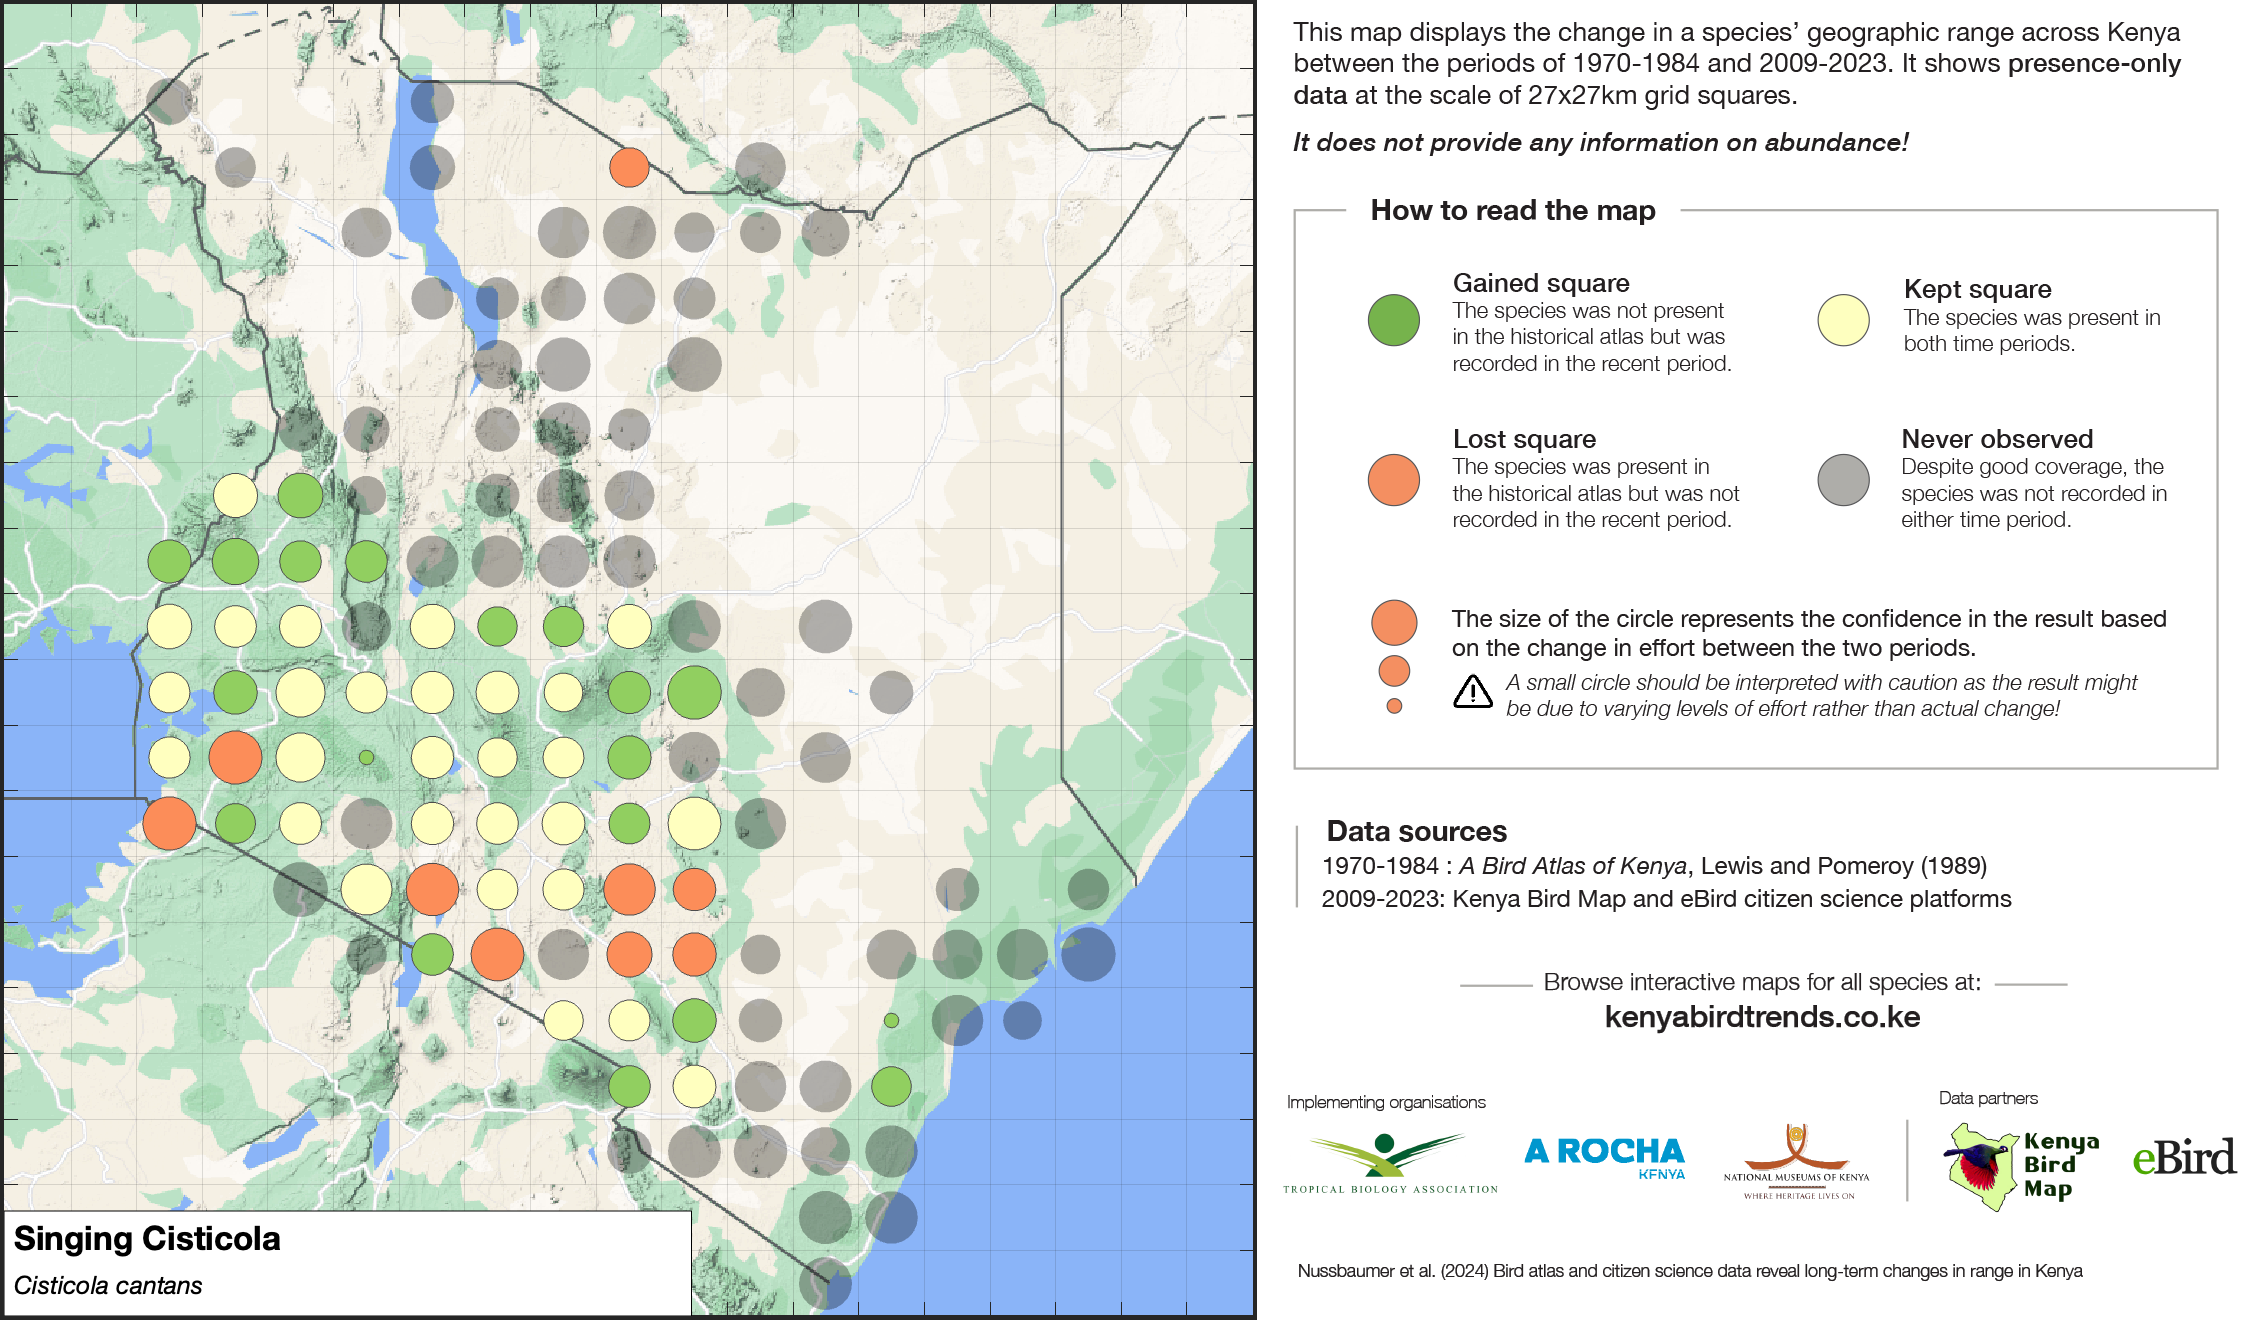 This map displays the change in a species’ geographic range across Kenya
between the periods of 1970-1984 and 2009-2023. It shows presence-only
data at the scale of 27x27km grid squares.
It does not provide any information on abundance!
How to read the map
Gained square
The species was not present
in the historical atlas but was
recorded in the recent period.
Kept square
The species was present in
both time periods.
Lost square
The species was present in
the historical atlas but was not
recorded in the recent period.
Never observed
Despite good coverage, the
species was not recorded in
either time period.
The size of the circle represents the confidence in the result based
on the change in effort between the two periods.
A small circle should be interpreted with caution as the result might
be due to varying levels of effort rather than actual change!
Data sources
1970-1984 : A Bird Atlas of Kenya, Lewis and Pomeroy (1989)
2009-2023: Kenya Bird Map and eBird citizen science platforms
Browse interactive maps for all species at:
kenyabirdtrends.co.ke
Implementing organisations
Data partners
TROPICAL BIOLOGY ASSOCIATION
A ROCHA
KENYA
NATIONAL MUSEUMS OF KENYA
WHERE HERITAGE LIVES ON
Kenya
Bird
Map
eBird
Nussbaumer et al. (2024) Bird atlas and citizen science data reveal long-term changes in range in Kenya
Singing Cisticola
Cisticola cantans